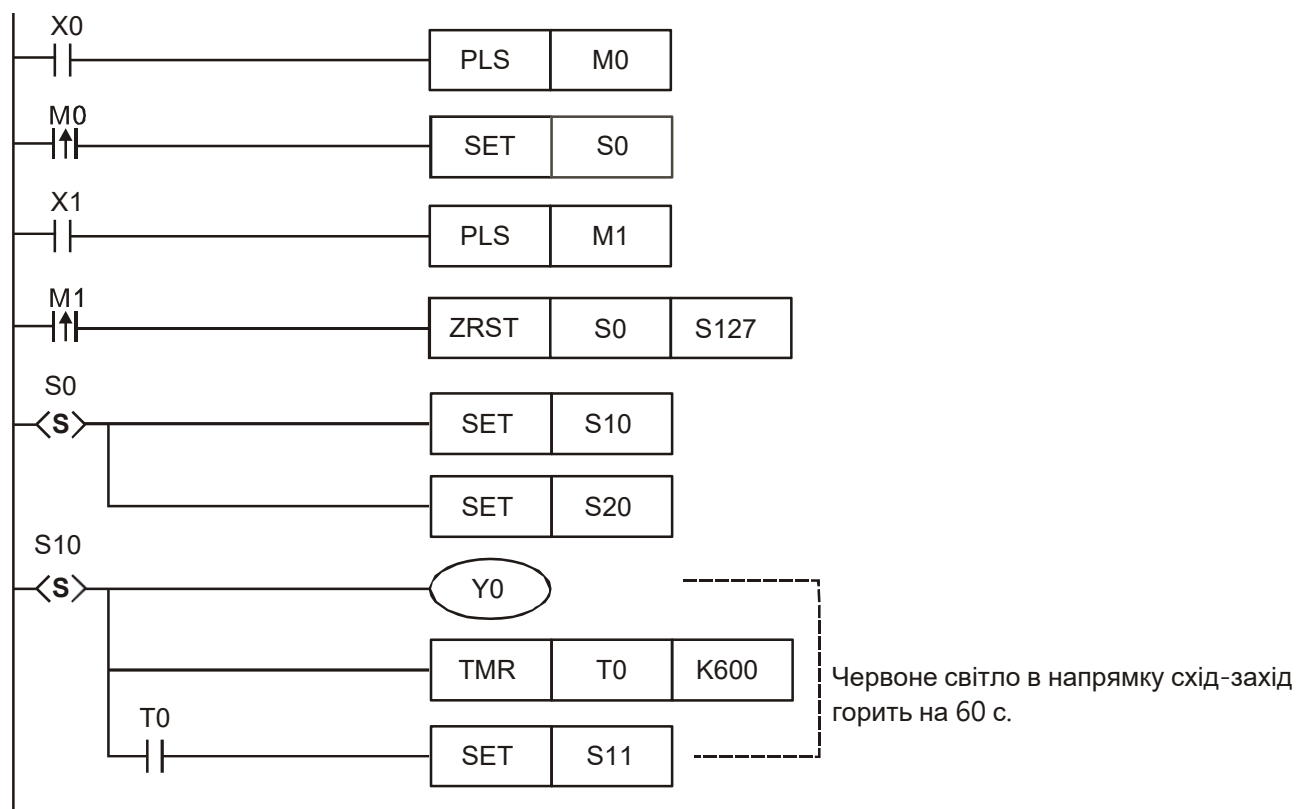 X0
PLS M0
M0
SET S0
X1
PLS M1
M1
ZRST S0 S127
S0
S
SET S10
SET S20
S10
S
Y0
TMR T0 K600
Червоне світло в напрямку схід-захід
горить на 60 с.
T0
SET S11